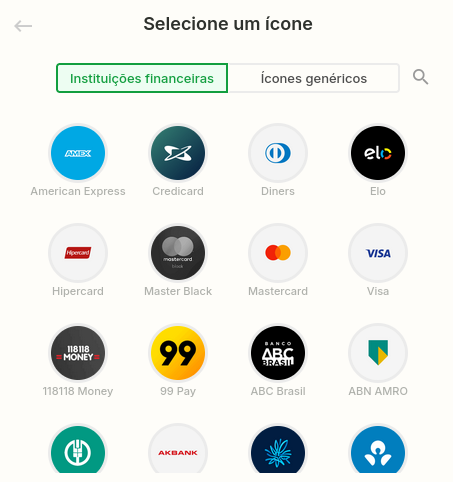 Selecione um ícone
Instituições financeiras
Ícones genéricos
AMEX
elo
American Express
Credicard
Diners
Elo
Hipercard
mastercard
VISA
Hipercard
Master Black
Mastercard
Visa
118118
MONEY
99
BANCO
ABC
BRASIL
118118 Money
99 Pay
ABC Brasil
ABN AMRO
AKBANK